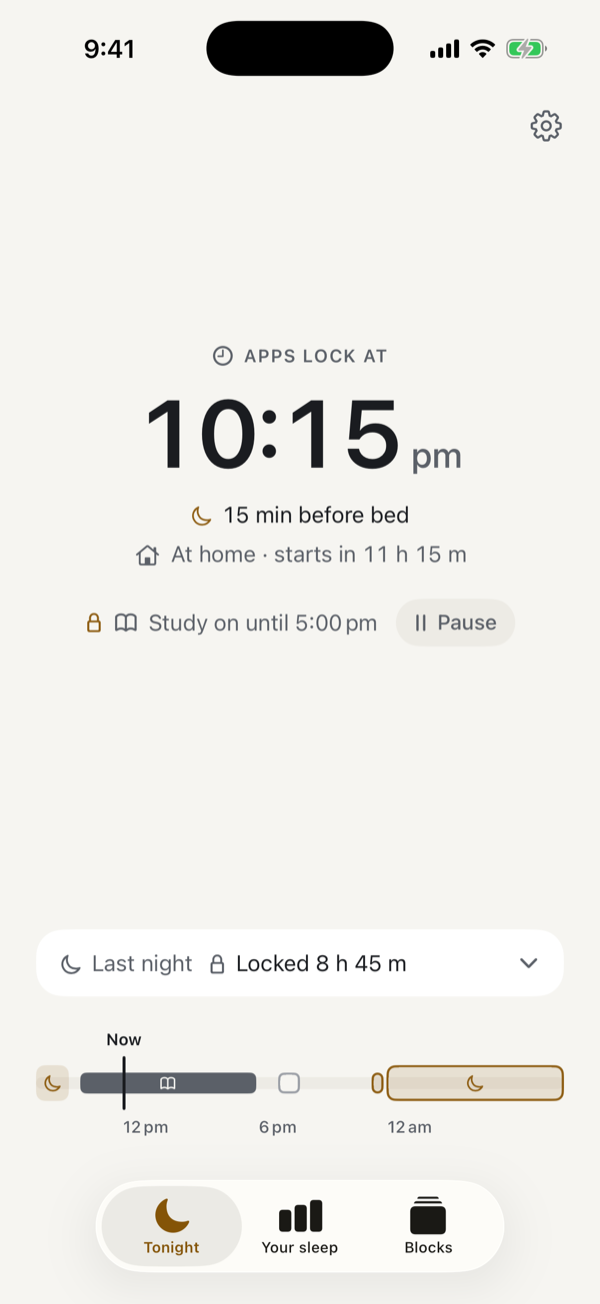 9:41
APPS LOCK AT
10:15 pm
15 min before bed
At home · starts in 11 h 15 m
Study on until 5:00 pm
Pause
Last night Locked 8 h 45 m
Now
12 pm 6 pm 12 am
Tonight Your sleep Blocks